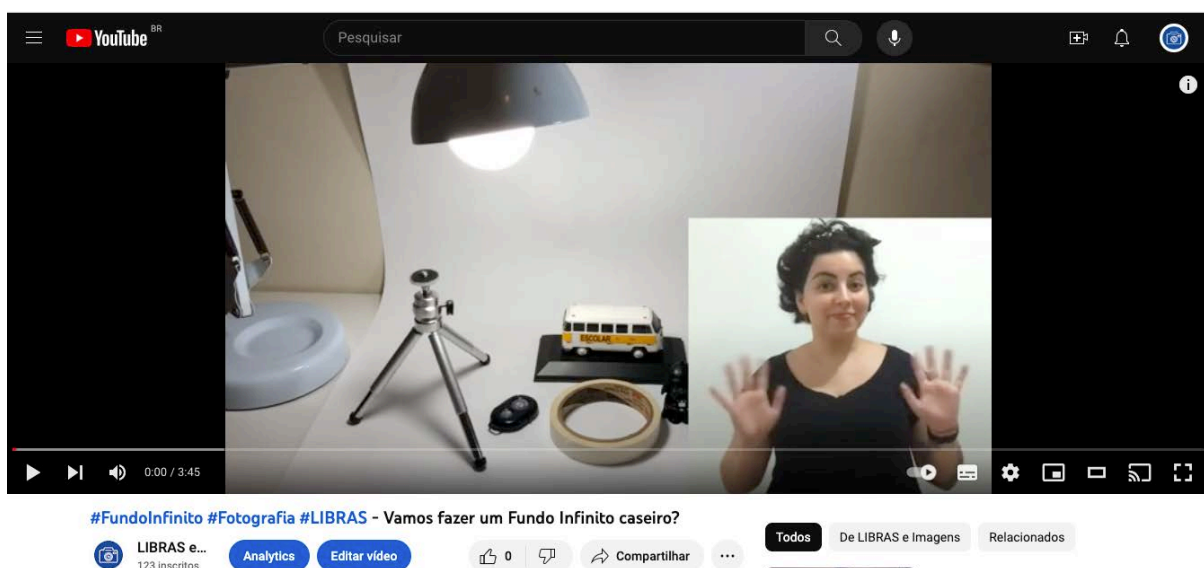 YouTube BR
Pesquisar
ESCOLAR
0:00 / 3:45
#FundoInfinito #Fotografia #LIBRAS - Vamos fazer um Fundo Infinito caseiro?
LIBRAS e...
123 inscritos
Analytics
Editar vídeo
0
Compartilhar
Todos
De LIBRAS e Imagens
Relacionados